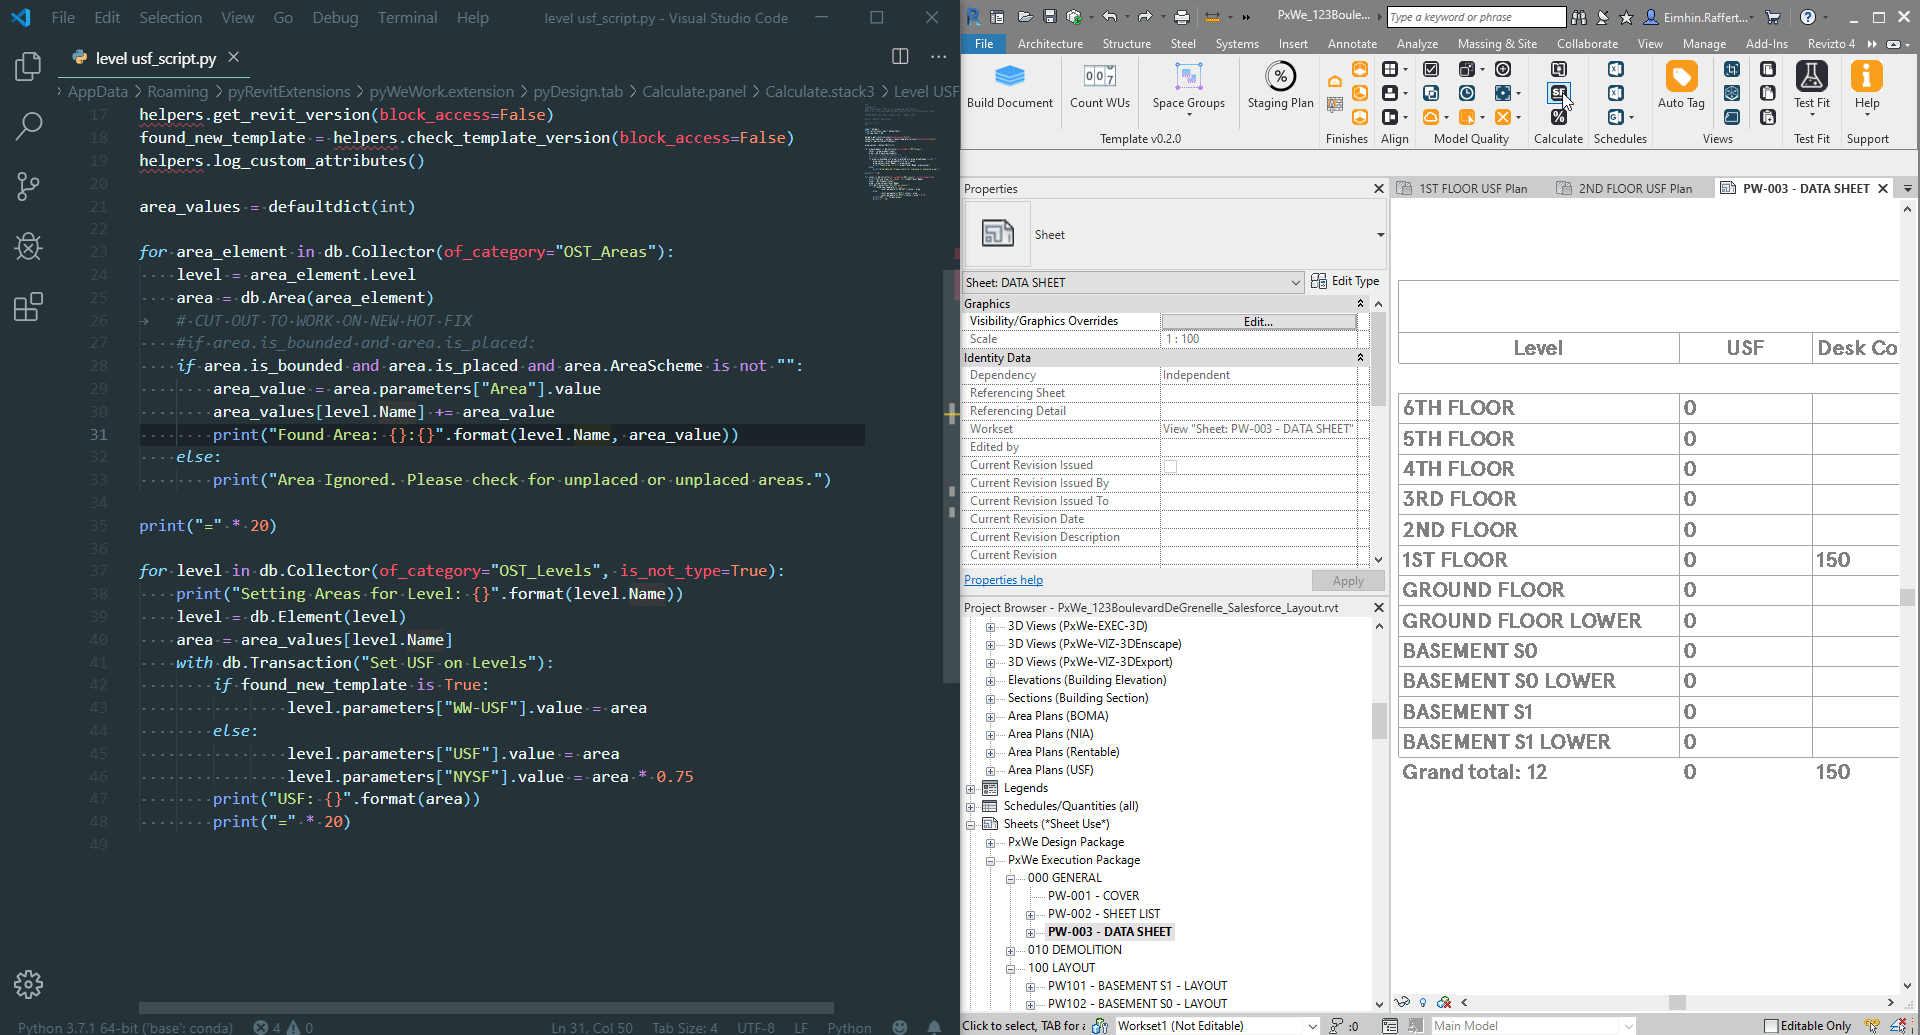 File Edit Selection View Go Debug Terminal Help level usf_script.py - Visual Studio Code
level usf_script.py
AppData > Roaming > pyRevitExtensions > pyWeWork.extension > pyDesign.tab > Calculate.panel > Calculate.stack3 > Level USF
17 helpers.get_revit_version(block_access=False)
18 found_new_template = helpers.check_template_version(block_access=False)
19 helpers.log_custom_attributes()
20
21 area_values = defaultdict(int)
22
23 for area_element in db.Collector(of_category="OST_Areas"):
24 level = area_element.Level
25 area = db.Area(area_element)
26 # CUT OUT TO WORK ON NEW HOT FIX
27 #if area.is_bounded and area.is_placed:
28 if area.is_bounded and area.is_placed and area.AreaScheme is not "":
29 area_value = area.parameters["Area"].value
30 area_values[level.Name] += area_value
31 print("Found Area: {}:{}".format(level.Name, area_value))
32 else:
33 print("Area Ignored. Please check for unplaced or unplaced areas.")
34
35 print("=" * 20)
36
37 for level in db.Collector(of_category="OST_Levels", is_not_type=True):
38 print("Setting Areas for Level: {}".format(level.Name))
39 level = db.Element(level)
40 area = area_values[level.Name]
41 with db.Transaction("Set USF on Levels"):
42 if found_new_template is True:
43 level.parameters["WW-USF"].value = area
44 else:
45 level.parameters["USF"].value = area
46 level.parameters["NYSF"].value = area * 0.75
47 print("USF: {}".format(area))
48 print("=" * 20)
49
Python 3.7.1 64-bit ('base': conda) 4 0 Ln 31, Col 50 Tab Size: 4 UTF-8 LF Python
PxWe_123Boule... Type a keyword or phrase Eimhin.Raffert...
File Architecture Structure Steel Systems Insert Annotate Analyze Massing & Site Collaborate View Manage Add-Ins Revizto 4
Build Document Count WUs Space Groups Staging Plan Auto Tag Test Fit Help
Template v0.2.0 Finishes Align Model Quality Calculate Schedules Views Test Fit Support
Properties
Sheet
Sheet: DATA SHEET Edit Type
Graphics
Visibility/Graphics Overrides Edit...
Scale 1 : 100
Identity Data
Dependency Independent
Referencing Sheet
Referencing Detail
Workset View "Sheet: PW-003 - DATA SHEET"
Edited by
Current Revision Issued
Current Revision Issued By
Current Revision Issued To
Current Revision Date
Current Revision Description
Current Revision
Properties help Apply
Project Browser - PxWe_123BoulevardDeGrenelle_Salesforce_Layout.rvt
3D Views (PxWe-EXEC-3D)
3D Views (PxWe-VIZ-3DEnscape)
3D Views (PxWe-VIZ-3DExport)
Elevations (Building Elevation)
Sections (Building Section)
Area Plans (BOMA)
Area Plans (NIA)
Area Plans (Rentable)
Area Plans (USF)
Legends
Schedules/Quantities (all)
Sheets (*Sheet Use*)
PxWe Design Package
PxWe Execution Package
000 GENERAL
PW-001 - COVER
PW-002 - SHEET LIST
PW-003 - DATA SHEET
010 DEMOLITION
100 LAYOUT
PW101 - BASEMENT S1 - LAYOUT
PW102 - BASEMENT S0 - LAYOUT
1ST FLOOR USF Plan 2ND FLOOR USF Plan PW-003 - DATA SHEET
Level USF Desk Co
6TH FLOOR 0
5TH FLOOR 0
4TH FLOOR 0
3RD FLOOR 0
2ND FLOOR 0
1ST FLOOR 0 150
GROUND FLOOR 0
GROUND FLOOR LOWER 0
BASEMENT S0 0
BASEMENT S0 LOWER 0
BASEMENT S1 0
BASEMENT S1 LOWER 0
Grand total: 12 0 150
Click to select, TAB for a Workset1 (Not Editable) :0 Main Model Editable Only